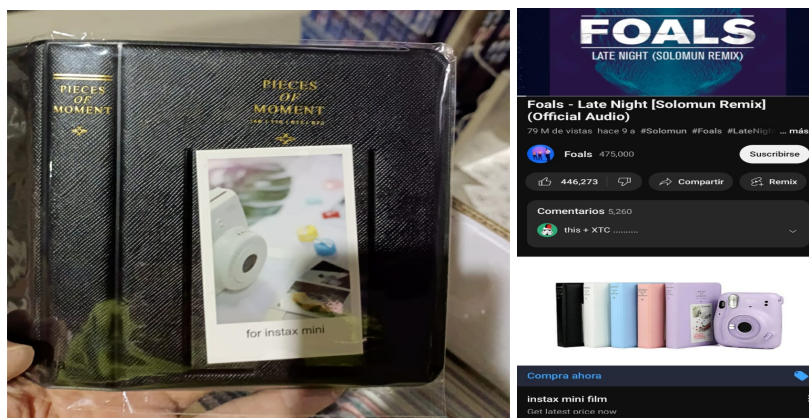 PIECES
OF
MOMENT
PIECES
OF
MOMENT
for instax mini
FOALS
LATE NIGHT (SOLOMUN REMIX)
Foals - Late Night [Solomun Remix]
(Official Audio)
79 M de vistas hace 9 a #Solomun #Foals #LateNigh ... más
Foals 475,000 Suscribirse
446,273 Compartir Remix
Comentarios 5,260
this + XTC ..........
Compra ahora
instax mini film
Get latest price now